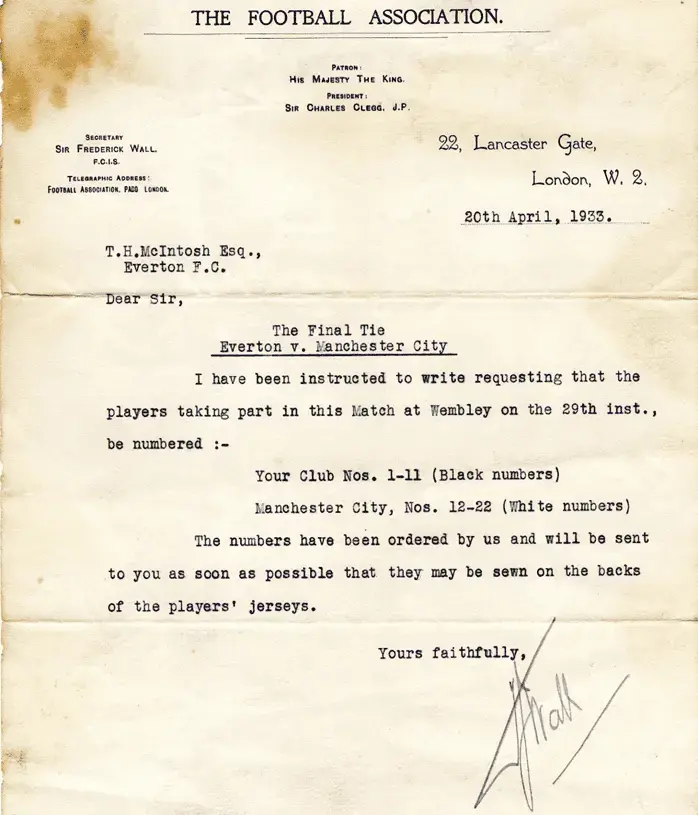 THE FOOTBALL ASSOCIATION.
PATRON:
HIS MAJESTY THE KING.
PRESIDENT:
SIR CHARLES CLEGG, J.P.
SECRETARY
SIR FREDERICK WALL.
F.C.I.S.
TELEGRAPHIC ADDRESS:
FOOTBALL ASSOCIATION, PADD LONDON.
22, Lancaster Gate,
London, W. 2.
20th April, 1933.
T.H.McIntosh Esq.,
Everton F.C.
Dear Sir,
The Final Tie
Everton v. Manchester City
I have been instructed to write requesting that the
players taking part in this Match at Wembley on the 29th inst.,
be numbered :-
Your Club Nos. 1-11 (Black numbers)
Manchester City, Nos. 12-22 (White numbers)
The numbers have been ordered by us and will be sent
to you as soon as possible that they may be sewn on the backs
of the players' jerseys.
Yours faithfully,
F J Wall